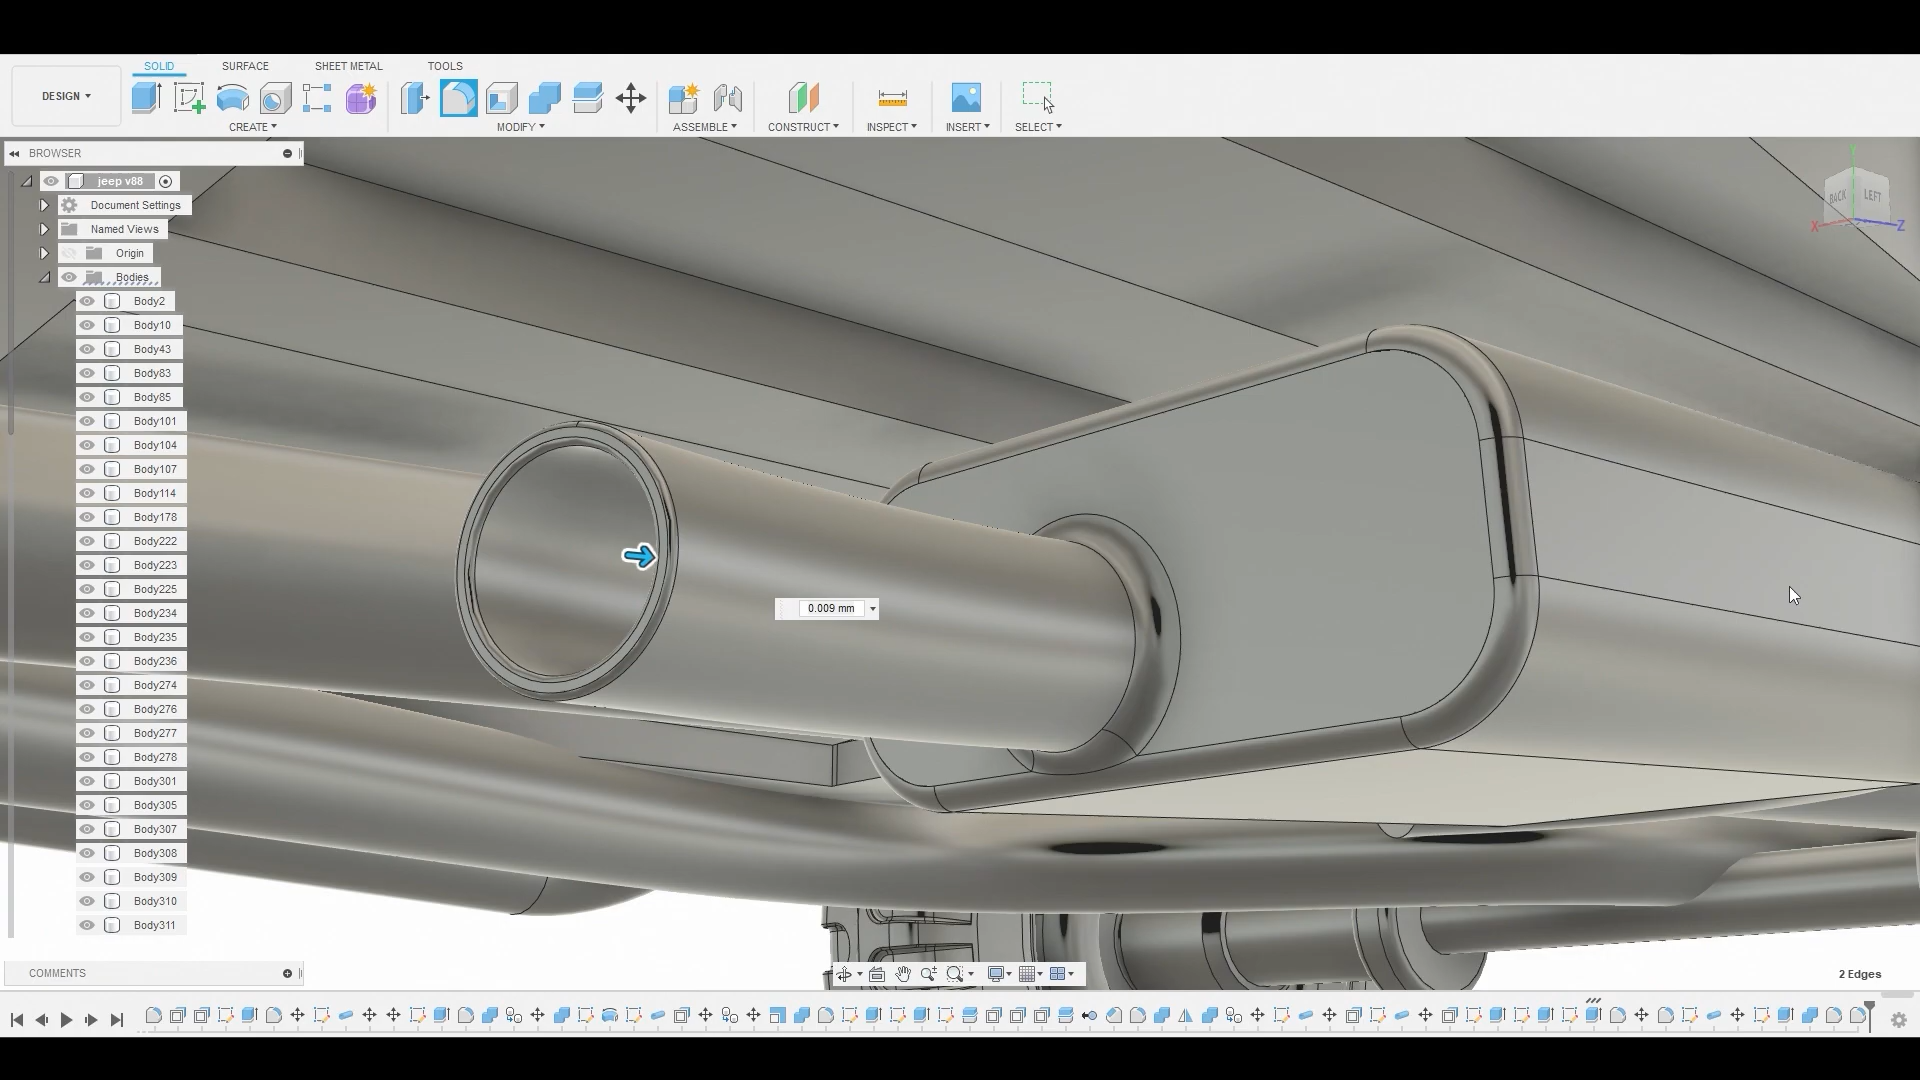 SOLID SURFACE SHEET METAL TOOLS
DESIGN
CREATE MODIFY ASSEMBLE CONSTRUCT INSPECT INSERT SELECT
BROWSER
jeep v88
Document Settings
Named Views
Origin
Bodies
Body2
Body10
Body43
Body83
Body85
Body101
Body104
Body107
Body114
Body178
Body222
Body223
Body225
Body234
Body235
Body236
Body274
Body276
Body277
Body278
Body301
Body305
Body307
Body308
Body309
Body310
Body311
COMMENTS
0.009 mm
Y
BACK LEFT
X Z
2 Edges